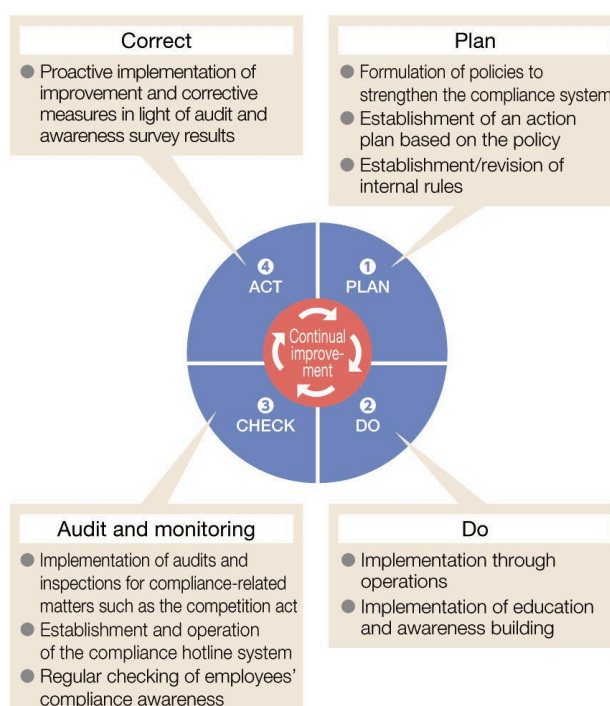 Correct
● Proactive implementation of
improvement and corrective
measures in light of audit and
awareness survey results
Plan
● Formulation of policies to
strengthen the compliance system
● Establishment of an action
plan based on the policy
● Establishment/revision of
internal rules
❹
ACT
❶
PLAN
Continual
improve-
ment
❸
CHECK
❷
DO
Audit and monitoring
● Implementation of audits and
inspections for compliance-related
matters such as the competition act
● Establishment and operation
of the compliance hotline system
● Regular checking of employees’
compliance awareness
Do
● Implementation through
operations
● Implementation of education
and awareness building